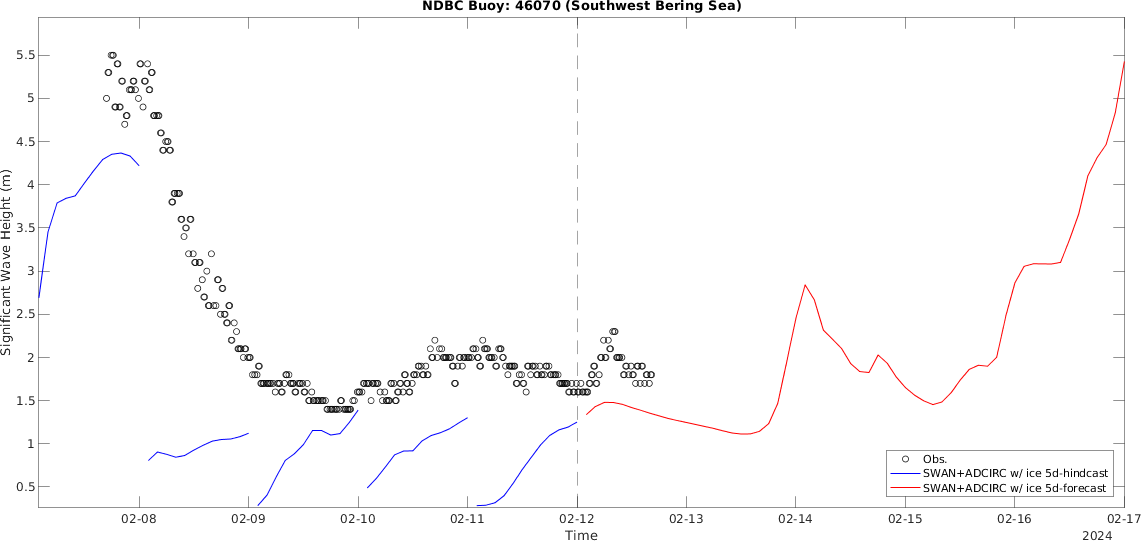 NDBC Buoy: 46070 (Southwest Bering Sea)
Significant Wave Height (m)
5.5
5
4.5
4
3.5
3
2.5
2
1.5
1
0.5
Obs.
SWAN+ADCIRC w/ ice 5d-hindcast
SWAN+ADCIRC w/ ice 5d-forecast
02-08 02-09 02-10 02-11 02-12 02-13 02-14 02-15 02-16 02-17
Time
2024